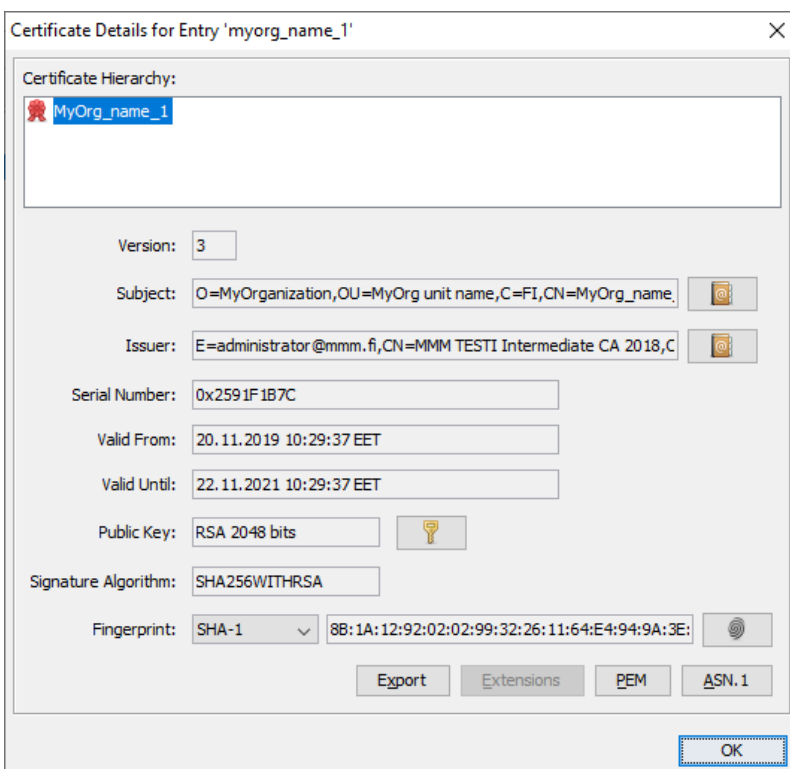 Certificate Details for Entry 'myorg_name_1'
Certificate Hierarchy:
MyOrg_name_1
Version: 3
Subject: O=MyOrganization,OU=MyOrg unit name,C=FI,CN=MyOrg_name_
Issuer: E=administrator@mmm.fi,CN=MMM TESTI Intermediate CA 2018,C
Serial Number: 0x2591F1B7C
Valid From: 20.11.2019 10:29:37 EET
Valid Until: 22.11.2021 10:29:37 EET
Public Key: RSA 2048 bits
Signature Algorithm: SHA256WITHRSA
Fingerprint: SHA-1 8B:1A:12:92:02:02:99:32:26:11:64:E4:94:9A:3E:
Export Extensions PEM ASN.1
OK